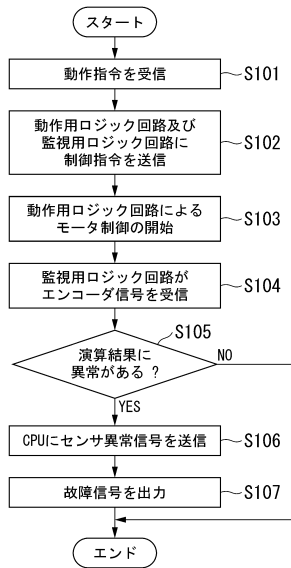 スタート
動作指令を受信
S101
動作用ロジック回路及び
監視用ロジック回路に
制御指令を送信
S102
動作用ロジック回路による
モータ制御の開始
S103
監視用ロジック回路が
エンコーダ信号を受信
S104
S105
演算結果に
異常がある ?
NO
YES
CPUにセンサ異常信号を送信
S106
故障信号を出力
S107
エンド